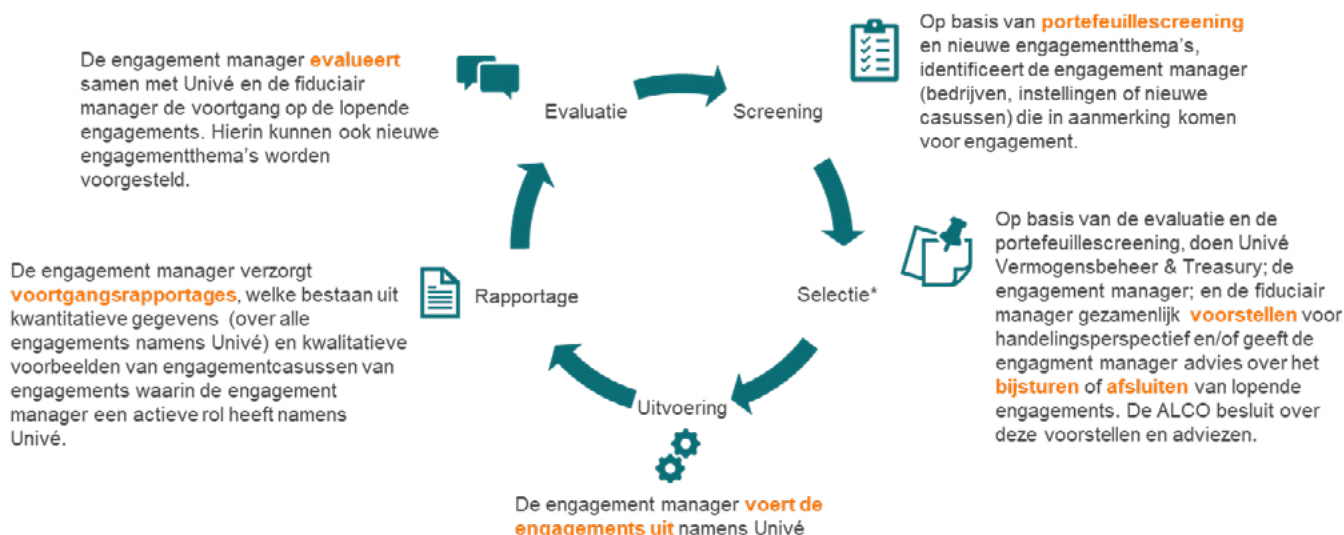 De engagement manager evalueert
samen met Univé en de fiduciair
manager de voortgang op de lopende
engagements. Hierin kunnen ook nieuwe
engagementthema's worden
voorgesteld.
Evaluatie
Screening
Op basis van portefeuillescreening
en nieuwe engagementthema's,
identificeert de engagement manager
(bedrijven, instellingen of nieuwe
casussen) die in aanmerking komen
voor engagement.
Selectie*
Op basis van de evaluatie en de
portefeuillescreening, doen Univé
Vermogensbeheer & Treasury; de
engagement manager; en de fiduciair
manager gezamenlijk voorstellen voor
handelingsperspectief en/of geeft de
engagment manager advies over het
bijsturen of afsluiten van lopende
engagements. De ALCO besluit over
deze voorstellen en adviezen.
Uitvoering
De engagement manager voert de
engagements uit namens Univé
Rapportage
De engagement manager verzorgt
voortgangsrapportages, welke bestaan uit
kwantitatieve gegevens (over alle
engagements namens Univé) en kwalitatieve
voorbeelden van engagementcasussen van
engagements waarin de engagement
manager een actieve rol heeft namens
Univé.